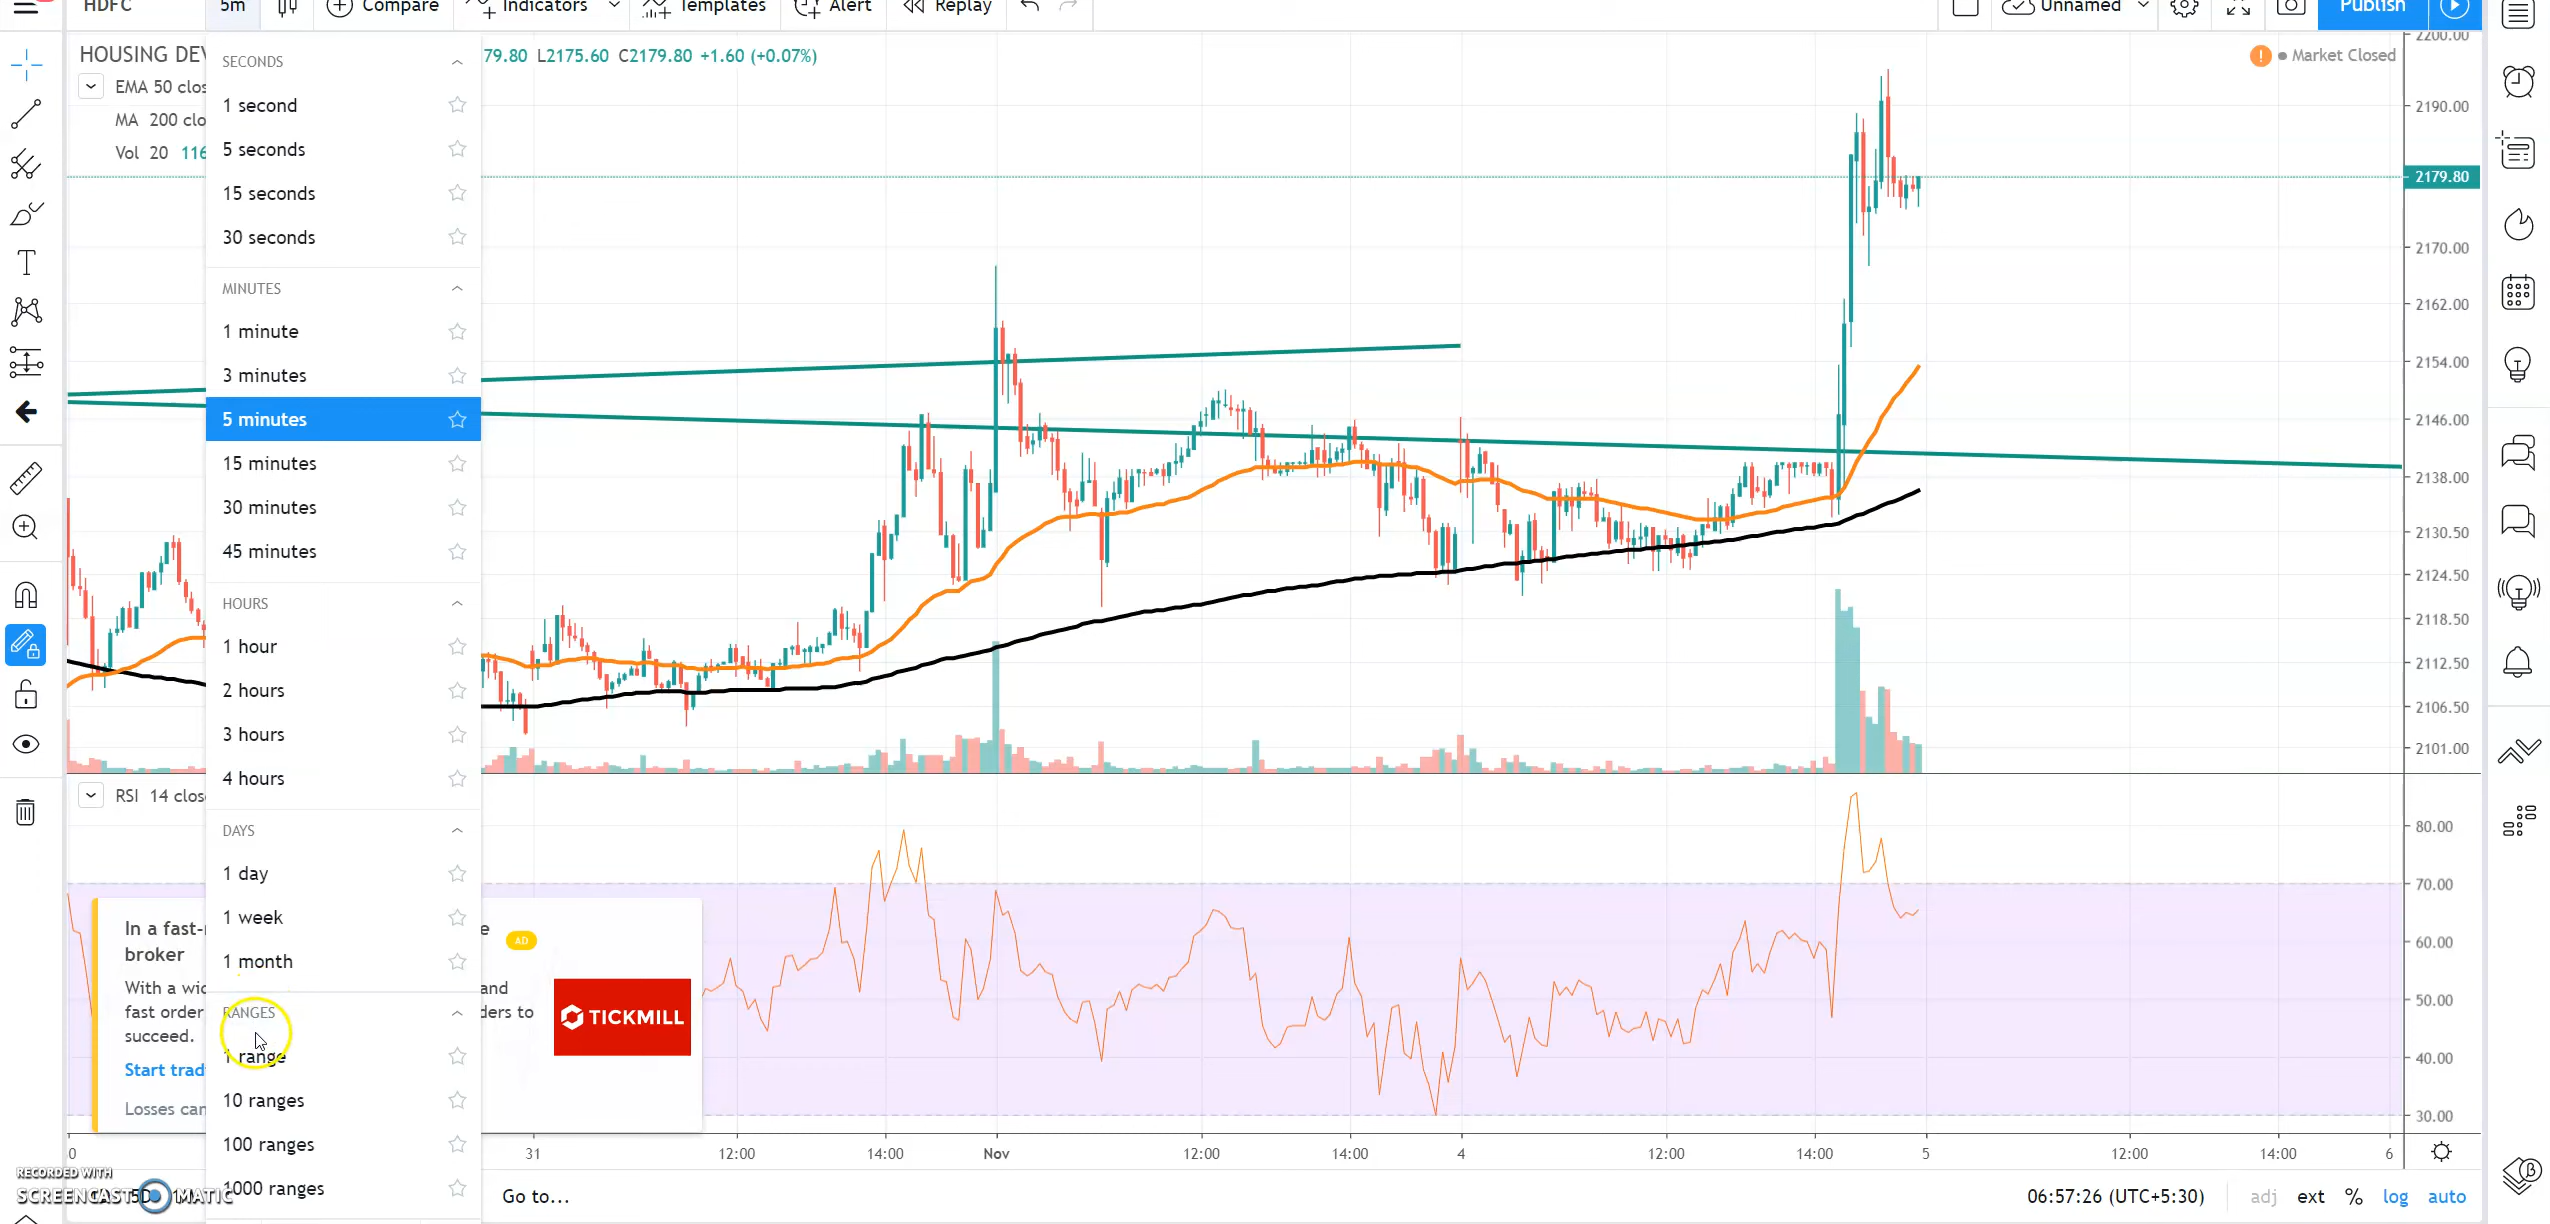 HDFC
5m
Compare
Indicators
Templates
Alert
Replay
Unnamed
Publish
HOUSING DEV
79.80 L2175.60 C2179.80 +1.60 (+0.07%)
Market Closed
EMA 50 clos
MA 200 clo
Vol 20 116
SECONDS
1 second
5 seconds
15 seconds
30 seconds
MINUTES
1 minute
3 minutes
5 minutes
15 minutes
30 minutes
45 minutes
HOURS
1 hour
2 hours
3 hours
4 hours
DAYS
1 day
1 week
1 month
RANGES
1 range
10 ranges
100 ranges
1000 ranges
2200.00
2190.00
2179.80
2170.00
2162.00
2154.00
2146.00
2138.00
2130.50
2124.50
2118.50
2112.50
2106.50
2101.00
RSI 14 clos
80.00
70.00
60.00
50.00
40.00
30.00
In a fast-
e
broker
AD
With a wid
and
fast order
ders to
succeed.
Start trad
Losses can
TICKMILL
0
31
12:00
14:00
Nov
12:00
14:00
4
12:00
14:00
5
12:00
14:00
6
RECORDED WITH
SCREENCAST MATIC
Go to...
06:57:26 (UTC+5:30)
adj
ext
%
log
auto
β